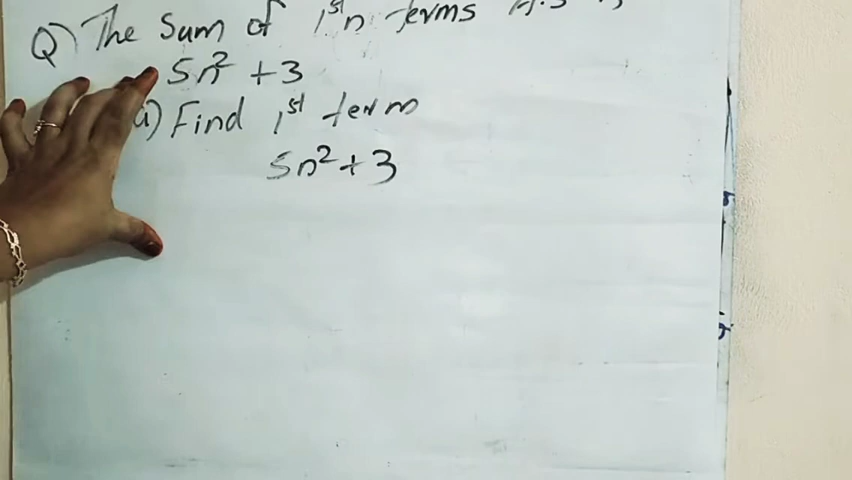 Q) The Sum of 1st n terms A.S
5n² + 3
a) Find 1st term
5n² + 3